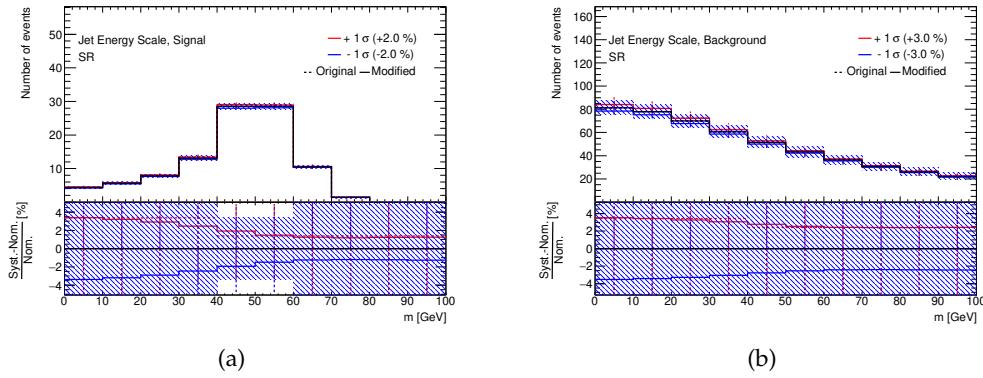 Number of events
50
40
30
20
10
Jet Energy Scale, Signal
SR
+ 1 σ (+2.0 %)
- 1 σ (-2.0 %)
Original Modified
Syst.-Nom.
Nom.
[%]
4
2
0
−2
−4
0 10 20 30 40 50 60 70 80 90 100
m [GeV]
(a)
Number of events
160
140
120
100
80
60
40
20
Jet Energy Scale, Background
SR
+ 1 σ (+3.0 %)
- 1 σ (-3.0 %)
Original Modified
Syst.-Nom.
Nom.
[%]
4
2
0
−2
−4
0 10 20 30 40 50 60 70 80 90 100
m [GeV]
(b)